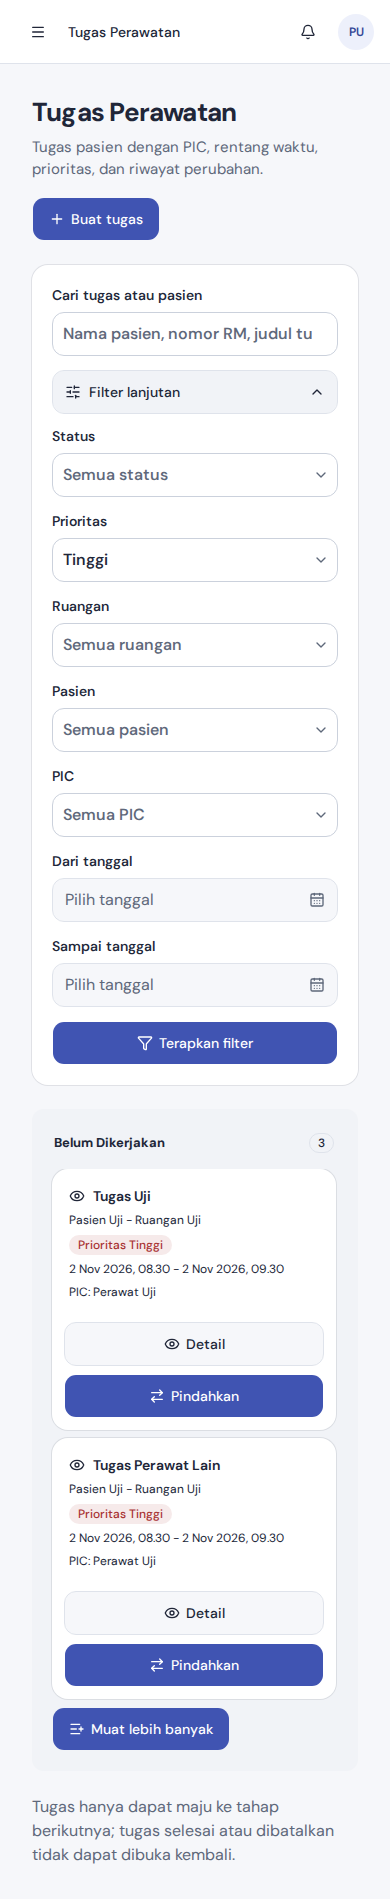 Tugas Perawatan
PU
Tugas Perawatan
Tugas pasien dengan PIC, rentang waktu,
prioritas, dan riwayat perubahan.
Buat tugas
Cari tugas atau pasien
Nama pasien, nomor RM, judul tu
Filter lanjutan
Status
Semua status
Prioritas
Tinggi
Ruangan
Semua ruangan
Pasien
Semua pasien
PIC
Semua PIC
Dari tanggal
Pilih tanggal
Sampai tanggal
Pilih tanggal
Terapkan filter
Belum Dikerjakan 3
Tugas Uji
Pasien Uji - Ruangan Uji
Prioritas Tinggi
2 Nov 2026, 08.30 - 2 Nov 2026, 09.30
PIC: Perawat Uji
Detail
Pindahkan
Tugas Perawat Lain
Pasien Uji - Ruangan Uji
Prioritas Tinggi
2 Nov 2026, 08.30 - 2 Nov 2026, 09.30
PIC: Perawat Uji
Detail
Pindahkan
Muat lebih banyak
Tugas hanya dapat maju ke tahap
berikutnya; tugas selesai atau dibatalkan
tidak dapat dibuka kembali.